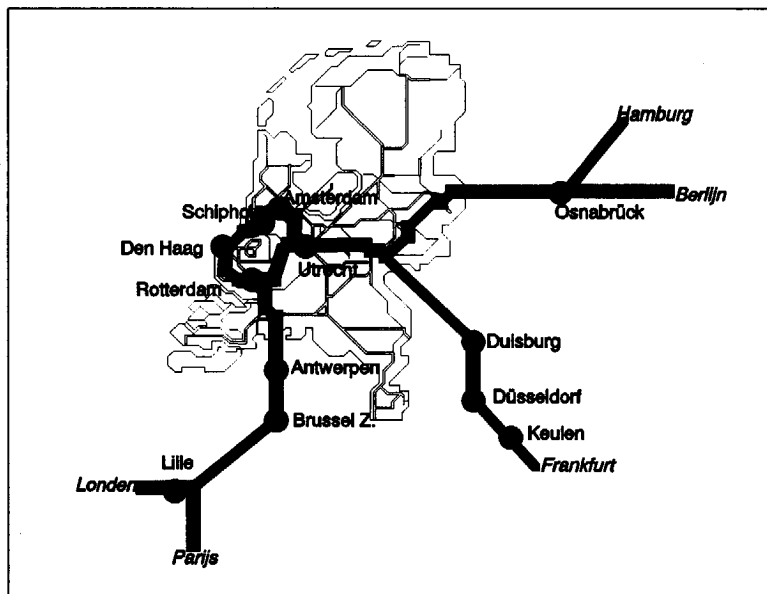 Hamburg
Berlijn
Osnabrück
Amsterdam
Schiphol
Den Haag
Utrecht
Rotterdam
Duisburg
Antwerpen
Düsseldorf
Brussel Z.
Keulen
Frankfurt
Lille
Londen
Parijs